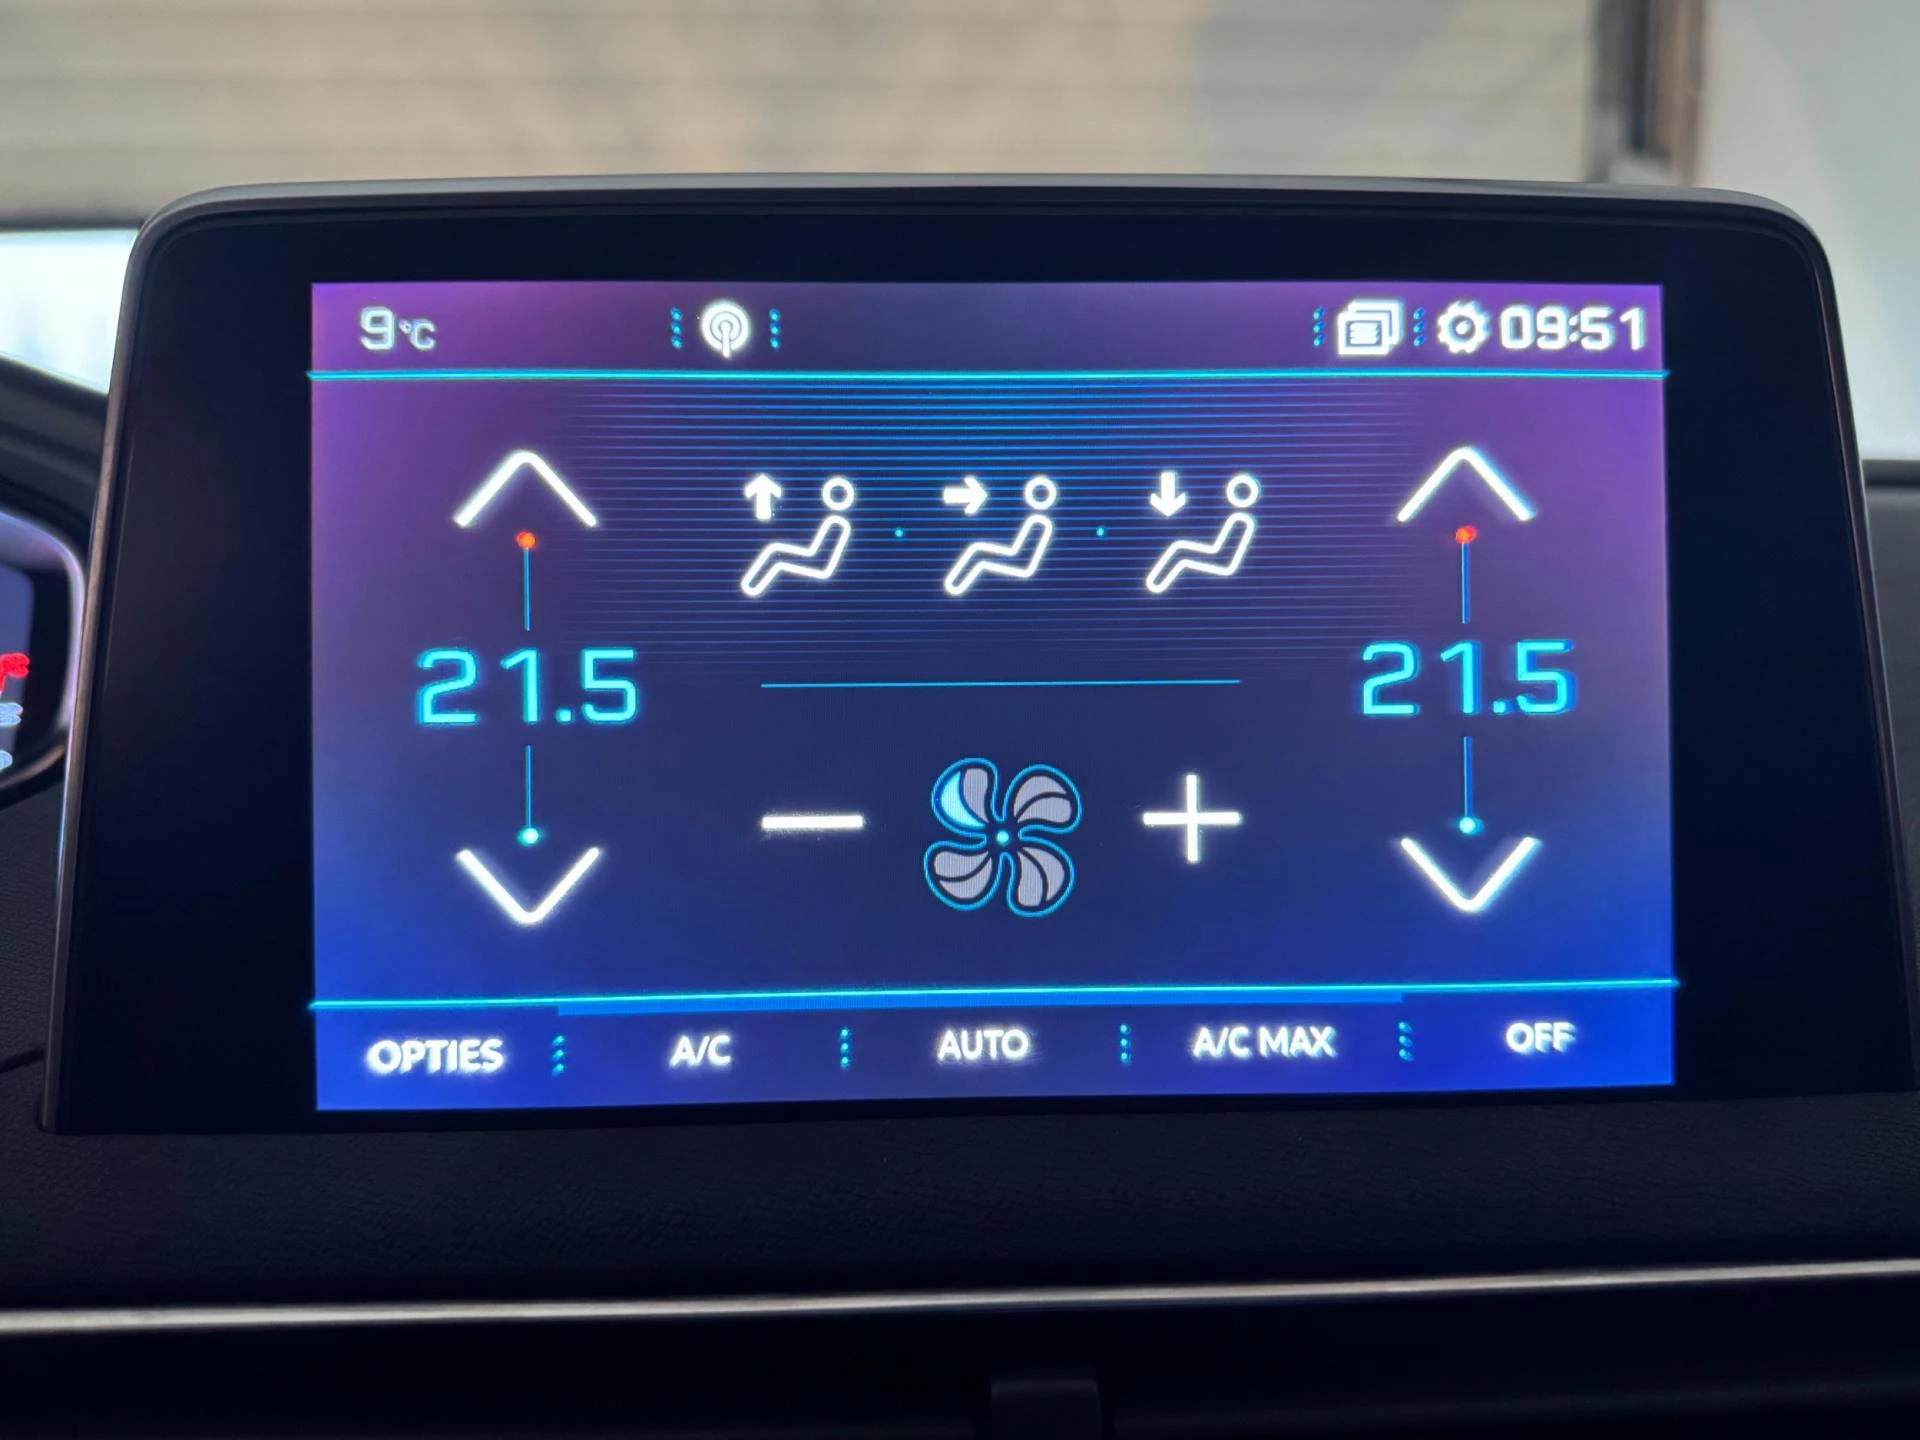 9°C 09:51
21.5 21.5
OPTIES A/C AUTO A/C MAX OFF